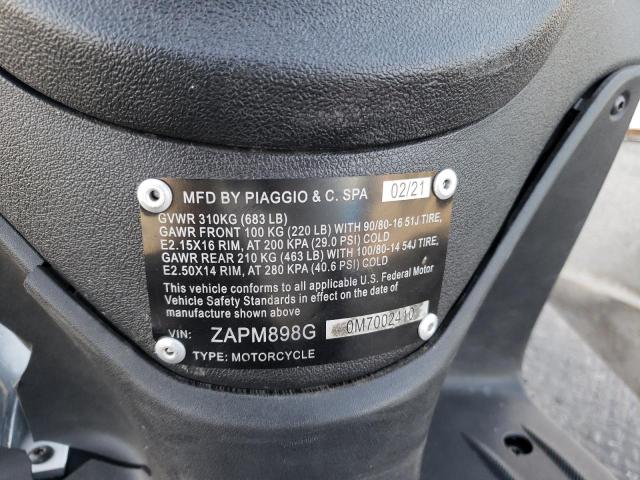 MFD BY PIAGGIO & C. SPA 02/21
GVWR 310KG (683 LB)
GAWR FRONT 100 KG (220 LB) WITH 90/80-16 51J TIRE,
E2.15X16 RIM, AT 200 KPA (29.0 PSI) COLD
GAWR REAR 210 KG (463 LB) WITH 100/80-14 54J TIRE,
E2.50X14 RIM, AT 280 KPA (40.6 PSI) COLD
This vehicle conforms to all applicable U.S. Federal Motor
Vehicle Safety Standards in effect on the date of
manufacture shown above
VIN: ZAPM898G 0M7002410
TYPE: MOTORCYCLE